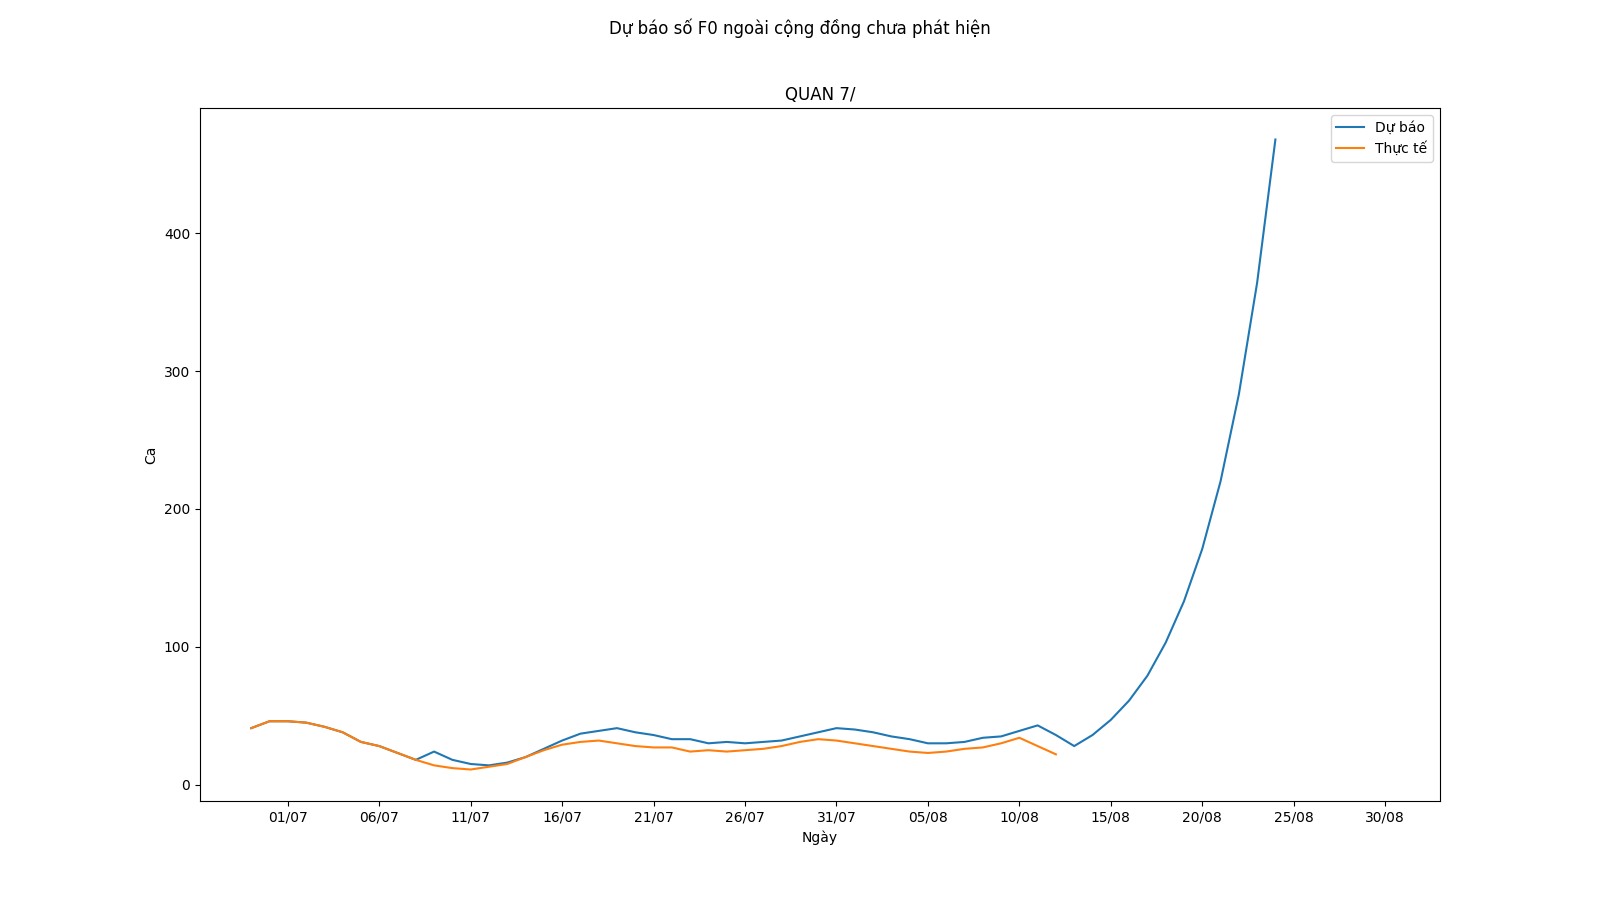 Dự báo số F0 ngoài cộng đồng chưa phát hiện
QUAN 7/
Dự báo
Thực tế
400
300
200
100
0
Ca
01/07 06/07 11/07 16/07 21/07 26/07 31/07 05/08 10/08 15/08 20/08 25/08 30/08
Ngày